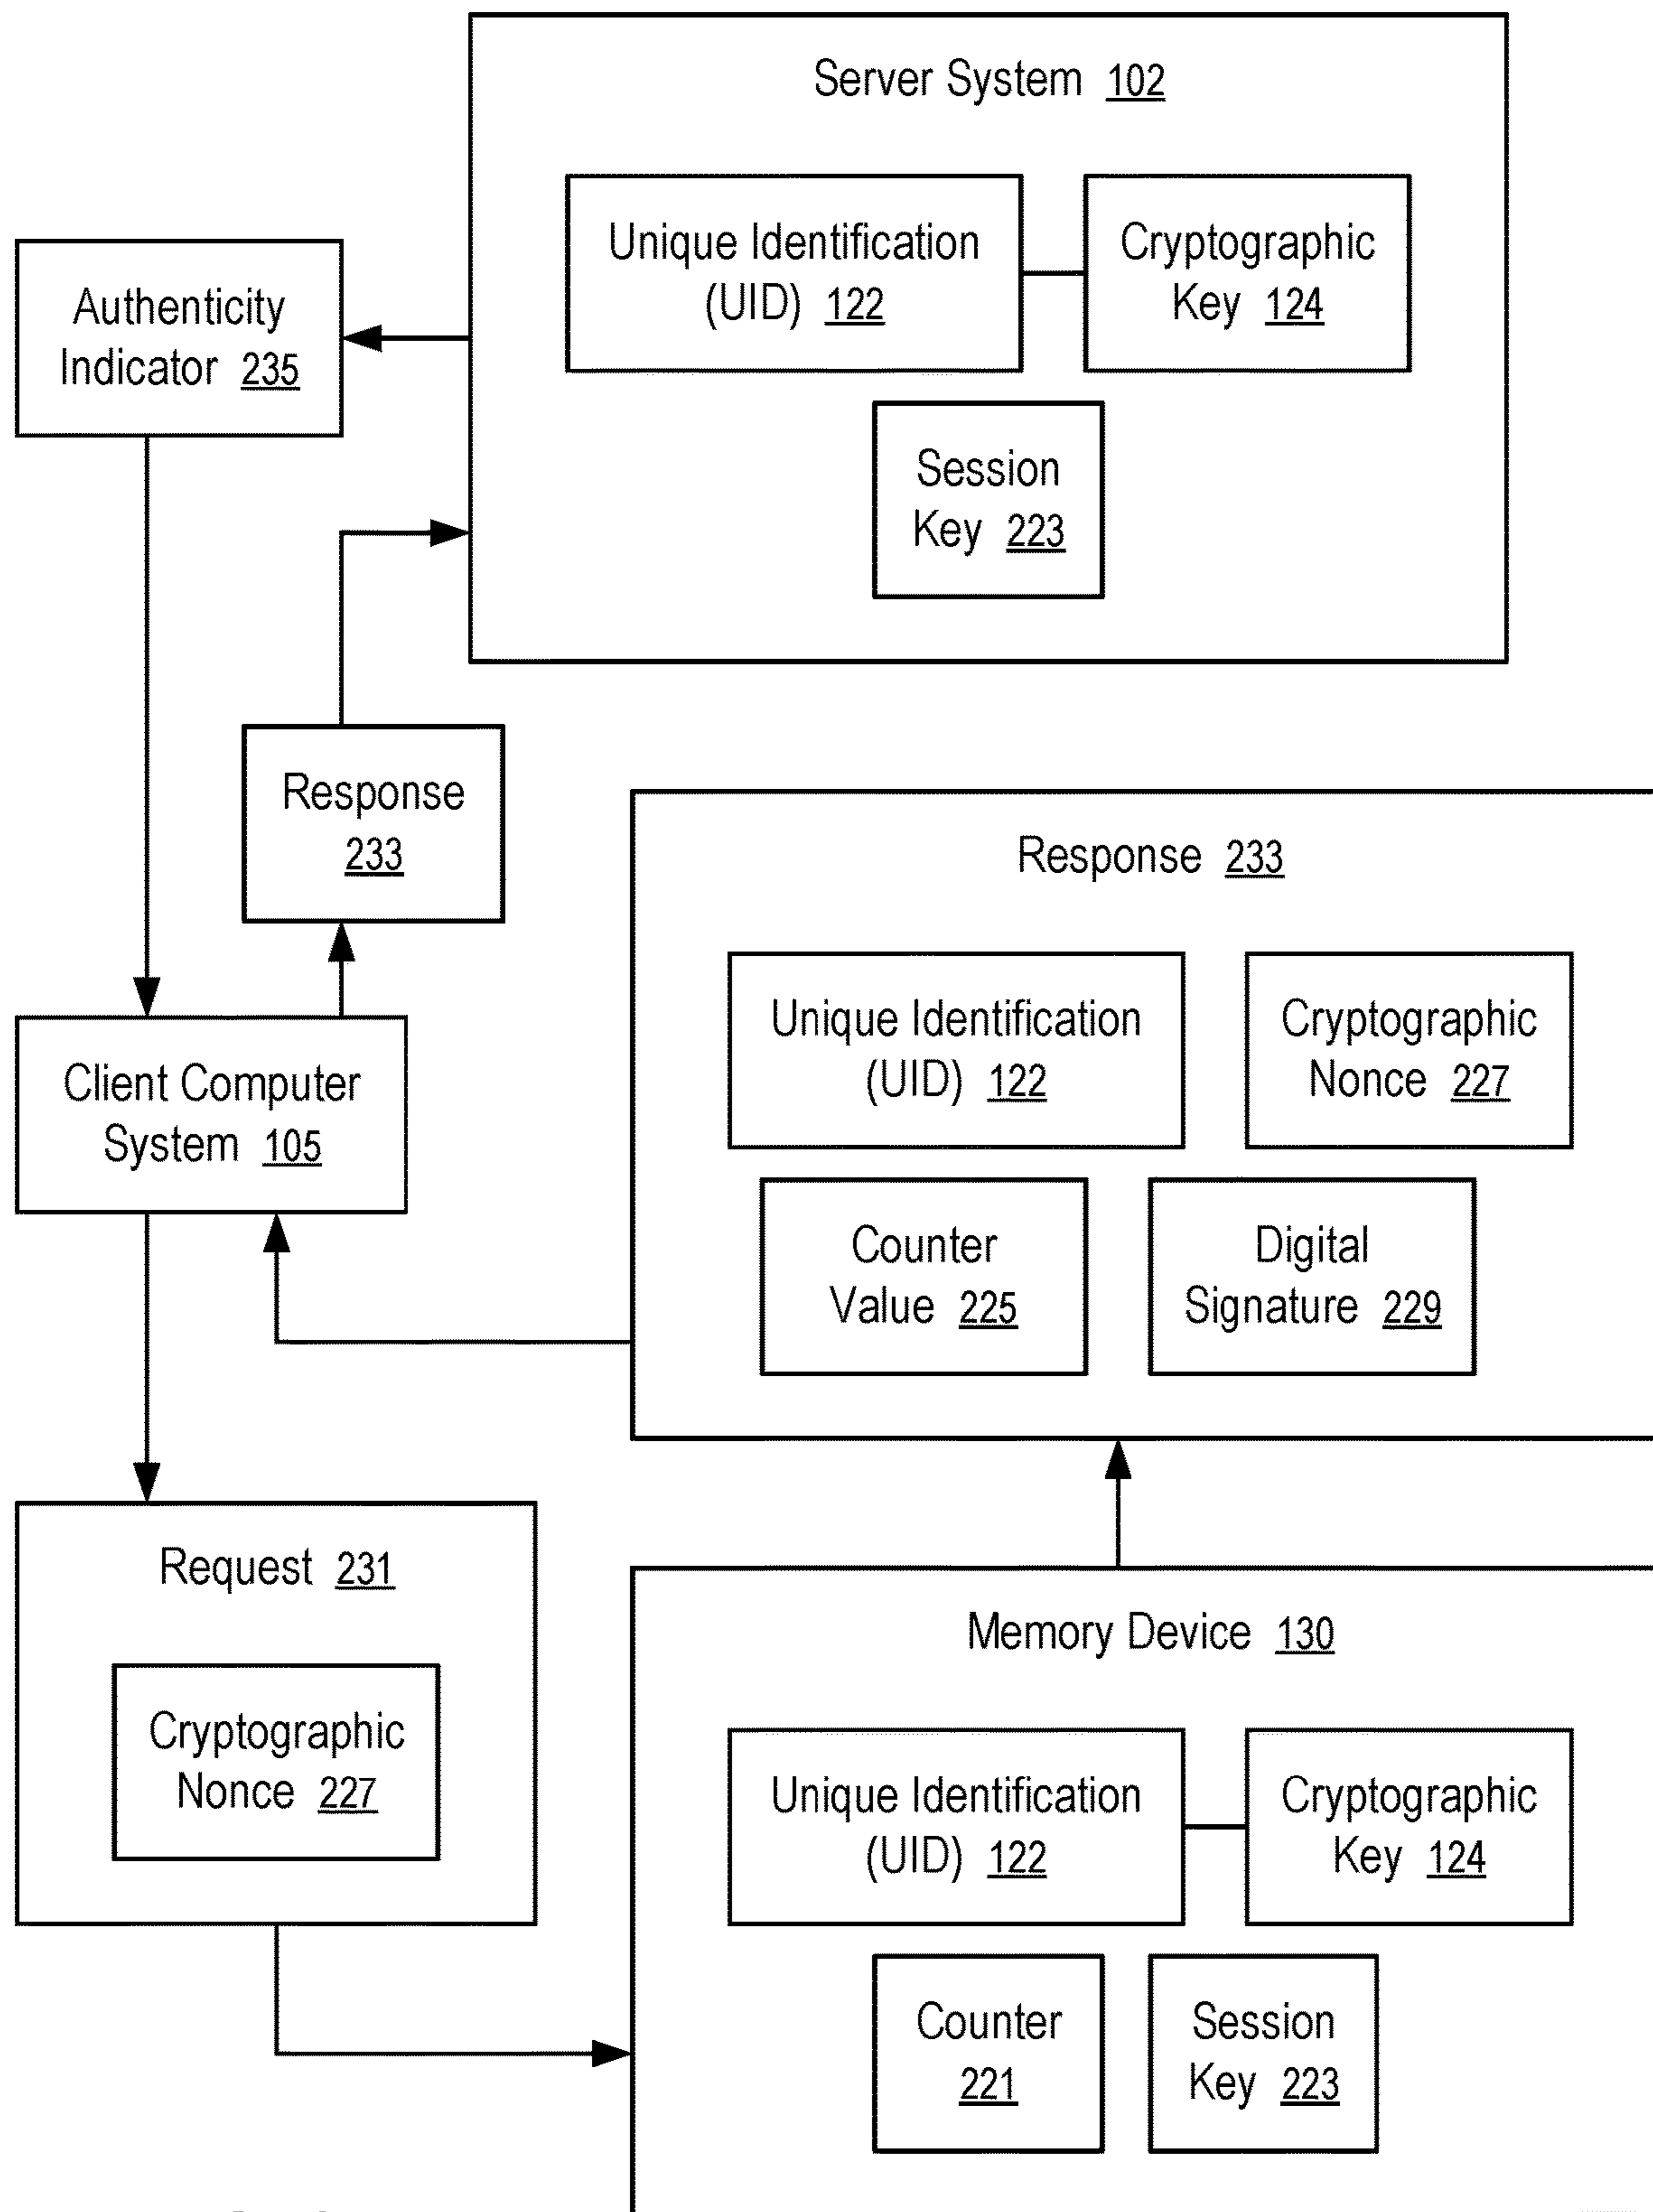 Server System 102
Unique Identification
(UID) 122
Cryptographic
Key 124
Authenticity
Indicator 235
Session
Key 223
Response
233
Response 233
Unique Identification
(UID) 122
Cryptographic
Nonce 227
Client Computer
System 105
Counter
Value 225
Digital
Signature 229
Request 231
Cryptographic
Nonce 227
Memory Device 130
Unique Identification
(UID) 122
Cryptographic
Key 124
Counter
221
Session
Key 223